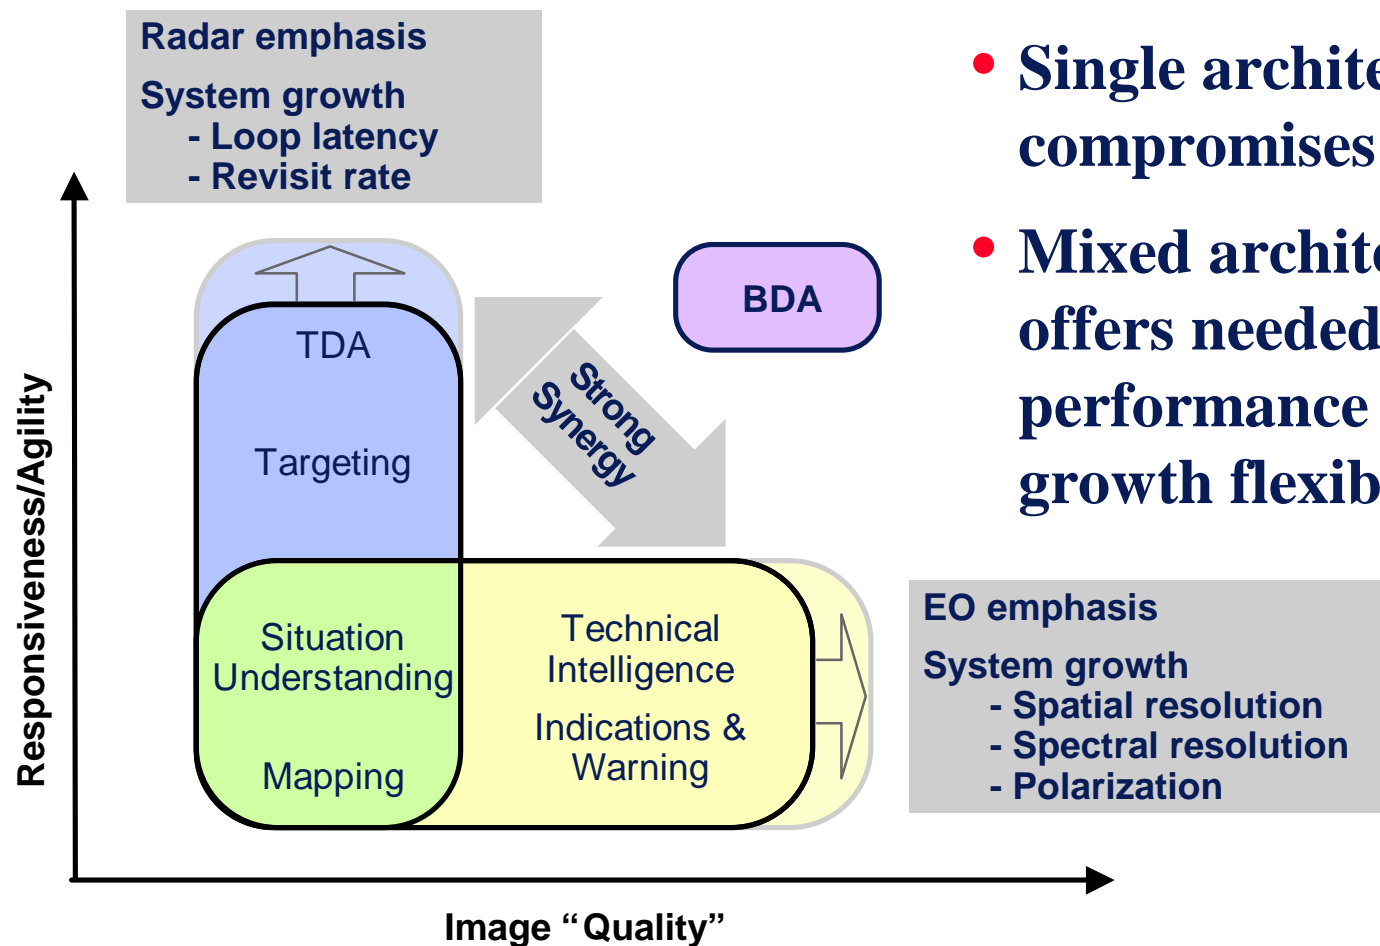 Radar emphasis
System growth
- Loop latency
- Revisit rate
• Single archite
compromises
• Mixed archite
offers needed
performance
growth flexib
BDA
TDA
Targeting
Strong
Synergy
Situation
Understanding
Mapping
Technical
Intelligence
Indications &
Warning
EO emphasis
System growth
- Spatial resolution
- Spectral resolution
- Polarization
Responsiveness/Agility
Image “Quality”